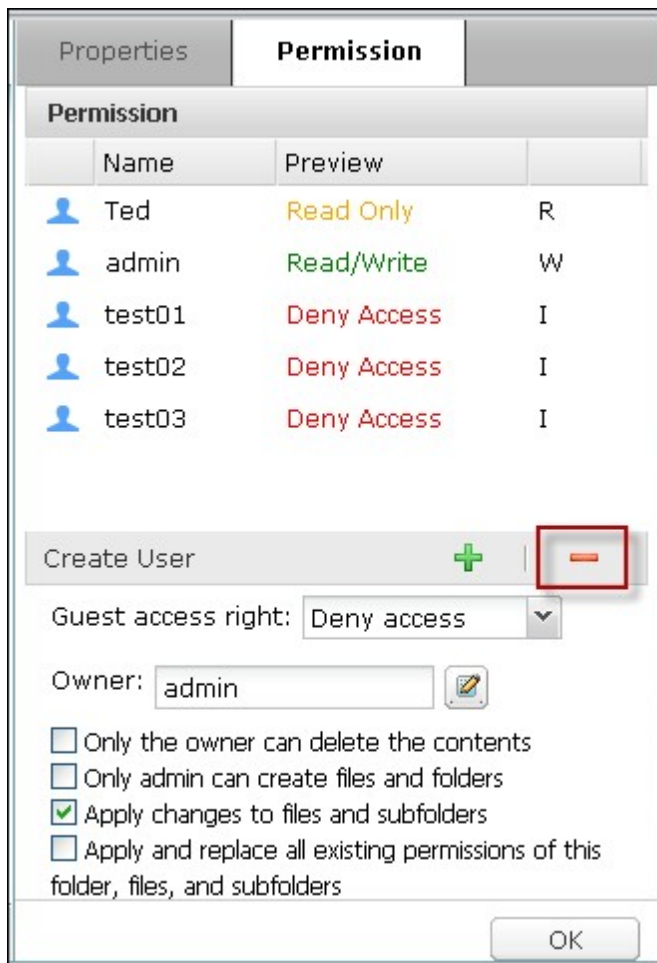 Properties Permission
Permission
Name Preview
Ted Read Only R
admin Read/Write W
test01 Deny Access I
test02 Deny Access I
test03 Deny Access I
Create User
Guest access right: Deny access
Owner: admin
Only the owner can delete the contents
Only admin can create files and folders
Apply changes to files and subfolders
Apply and replace all existing permissions of this
folder, files, and subfolders
OK